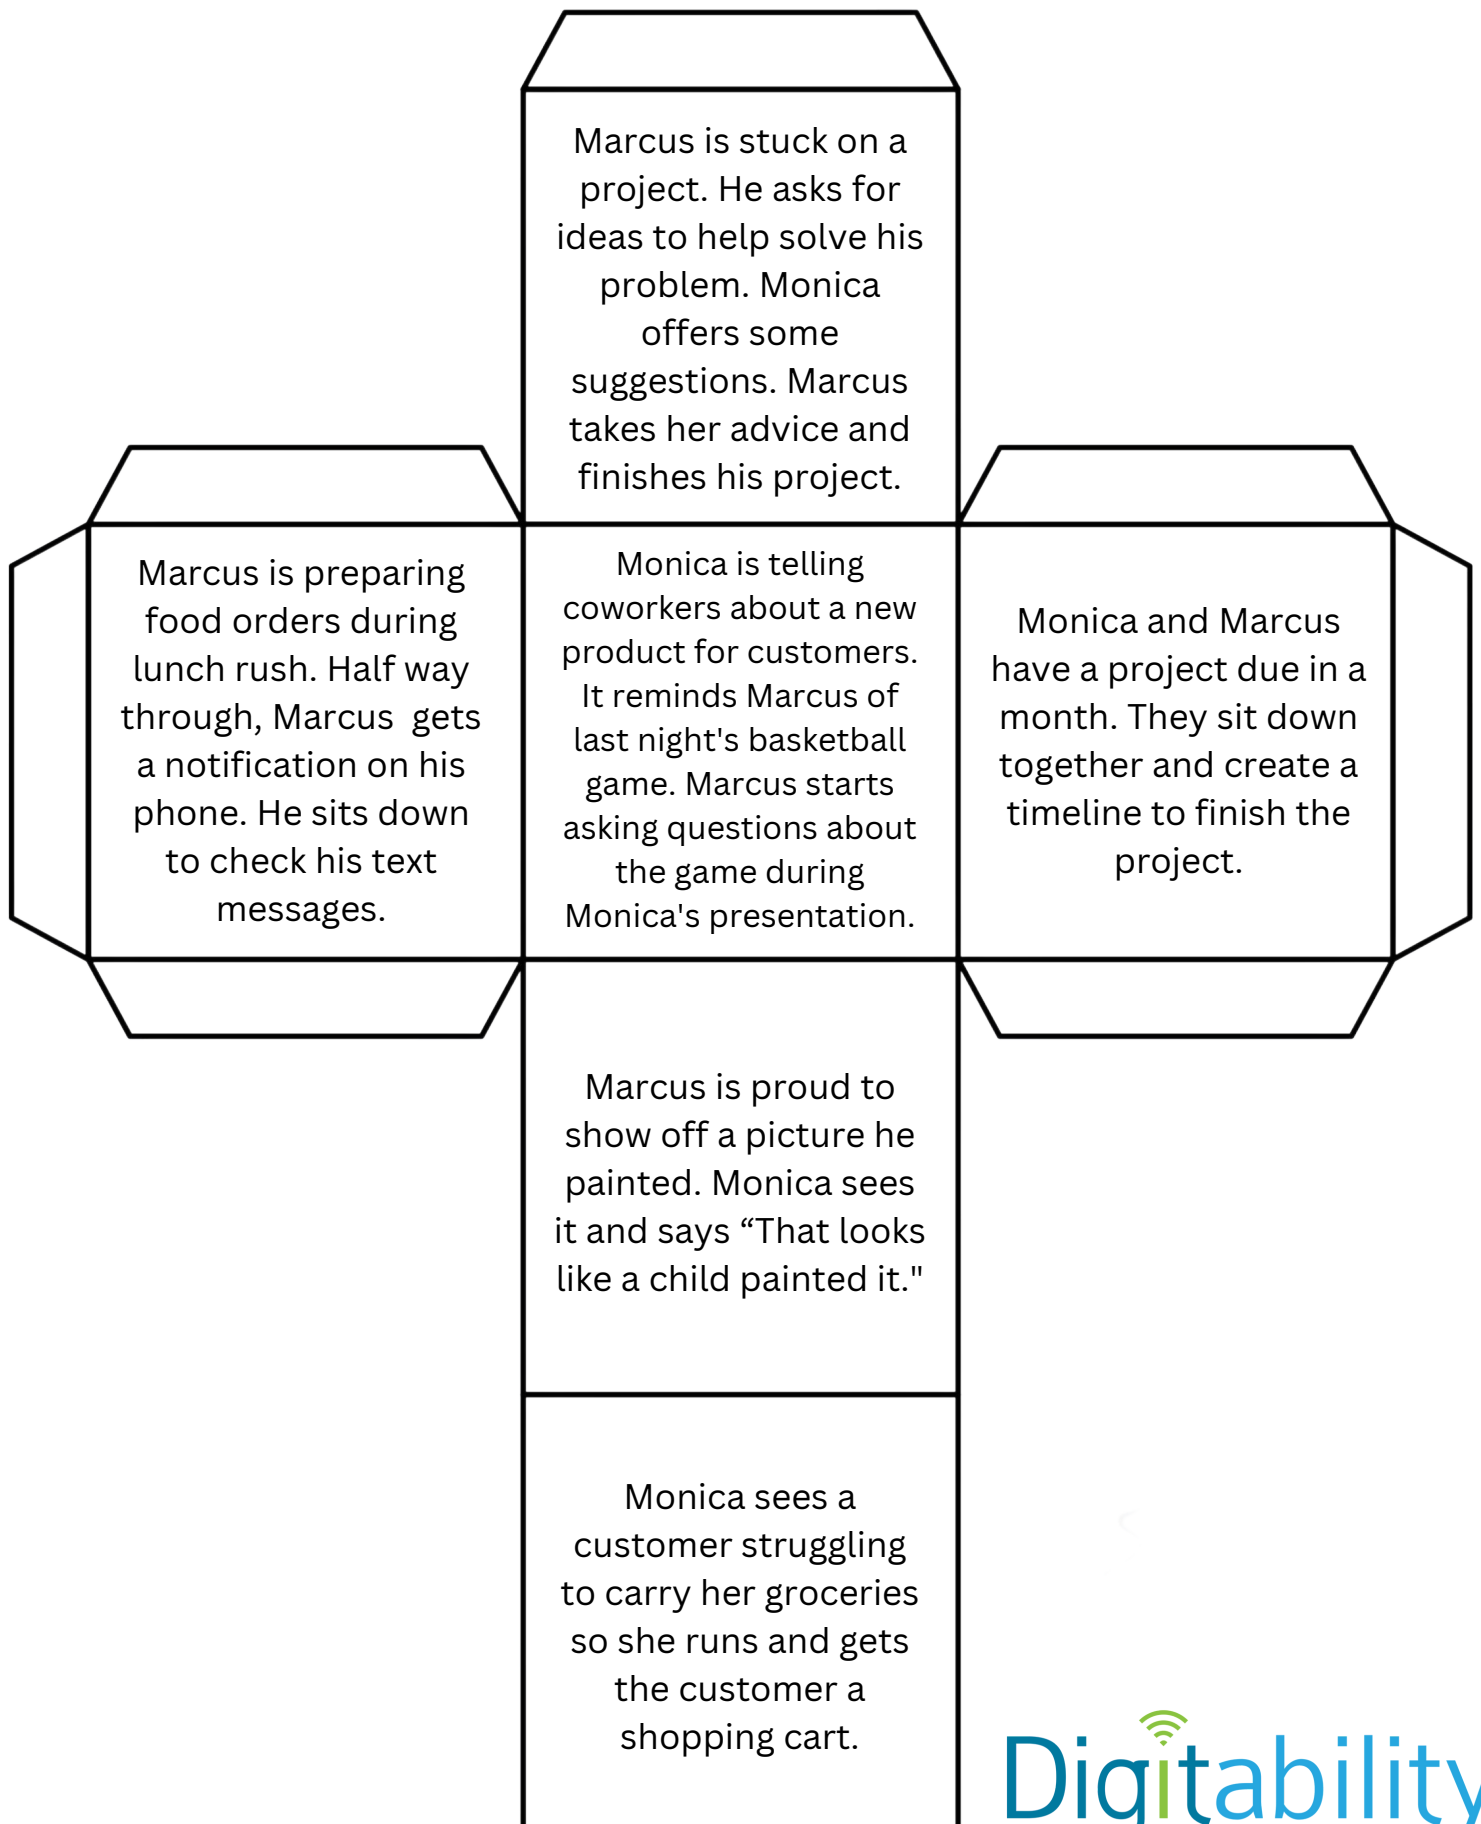 Marcus is stuck on a
project. He asks for
ideas to help solve his
problem. Monica
offers some
suggestions. Marcus
takes her advice and
finishes his project.
Marcus is preparing
food orders during
lunch rush. Half way
through, Marcus  gets
a notification on his
phone. He sits down
to check his text
messages.
Monica is telling
coworkers about a new
product for customers.
It reminds Marcus of
last night's basketball
game. Marcus starts
asking questions about
the game during
Monica's presentation.
Monica and Marcus
have a project due in a
month. They sit down
together and create a
timeline to finish the
project.
Marcus is proud to
show off a picture he
painted. Monica sees
it and says “That looks
like a child painted it."
Monica sees a
customer struggling
to carry her groceries
so she runs and gets
the customer a
shopping cart.
Digitability